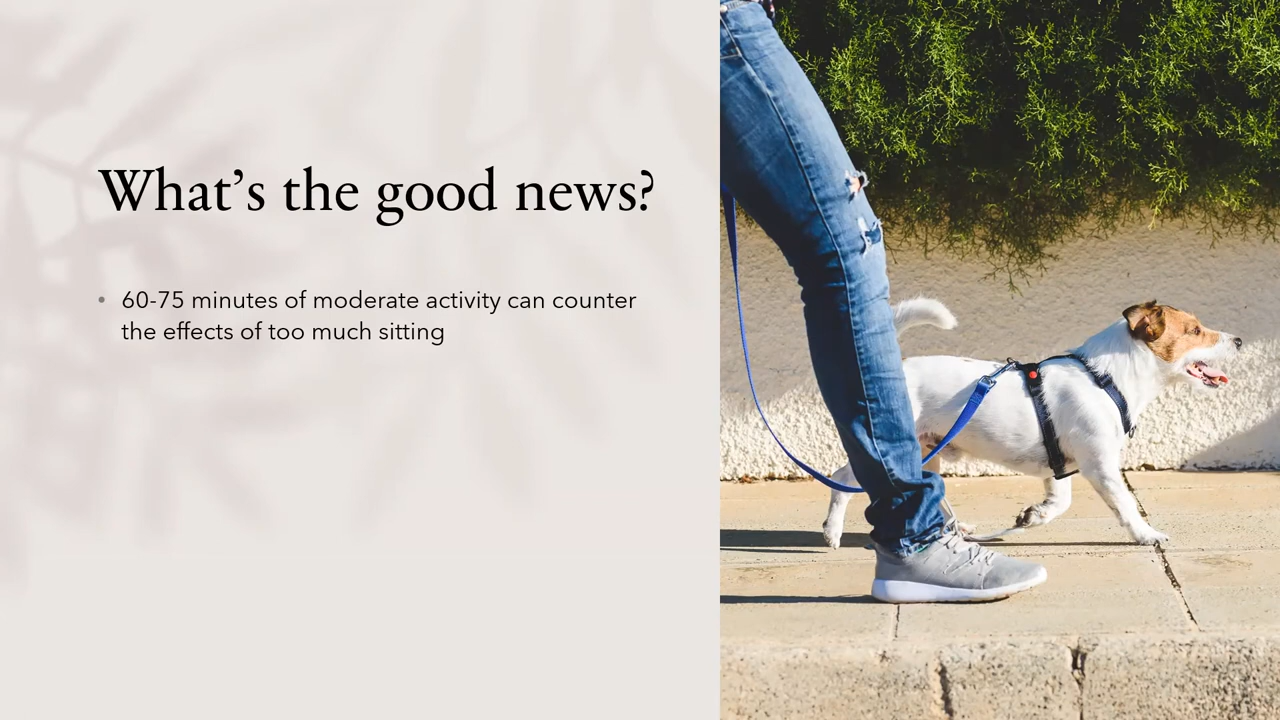 What’s the good news?
• 60-75 minutes of moderate activity can counter
the effects of too much sitting